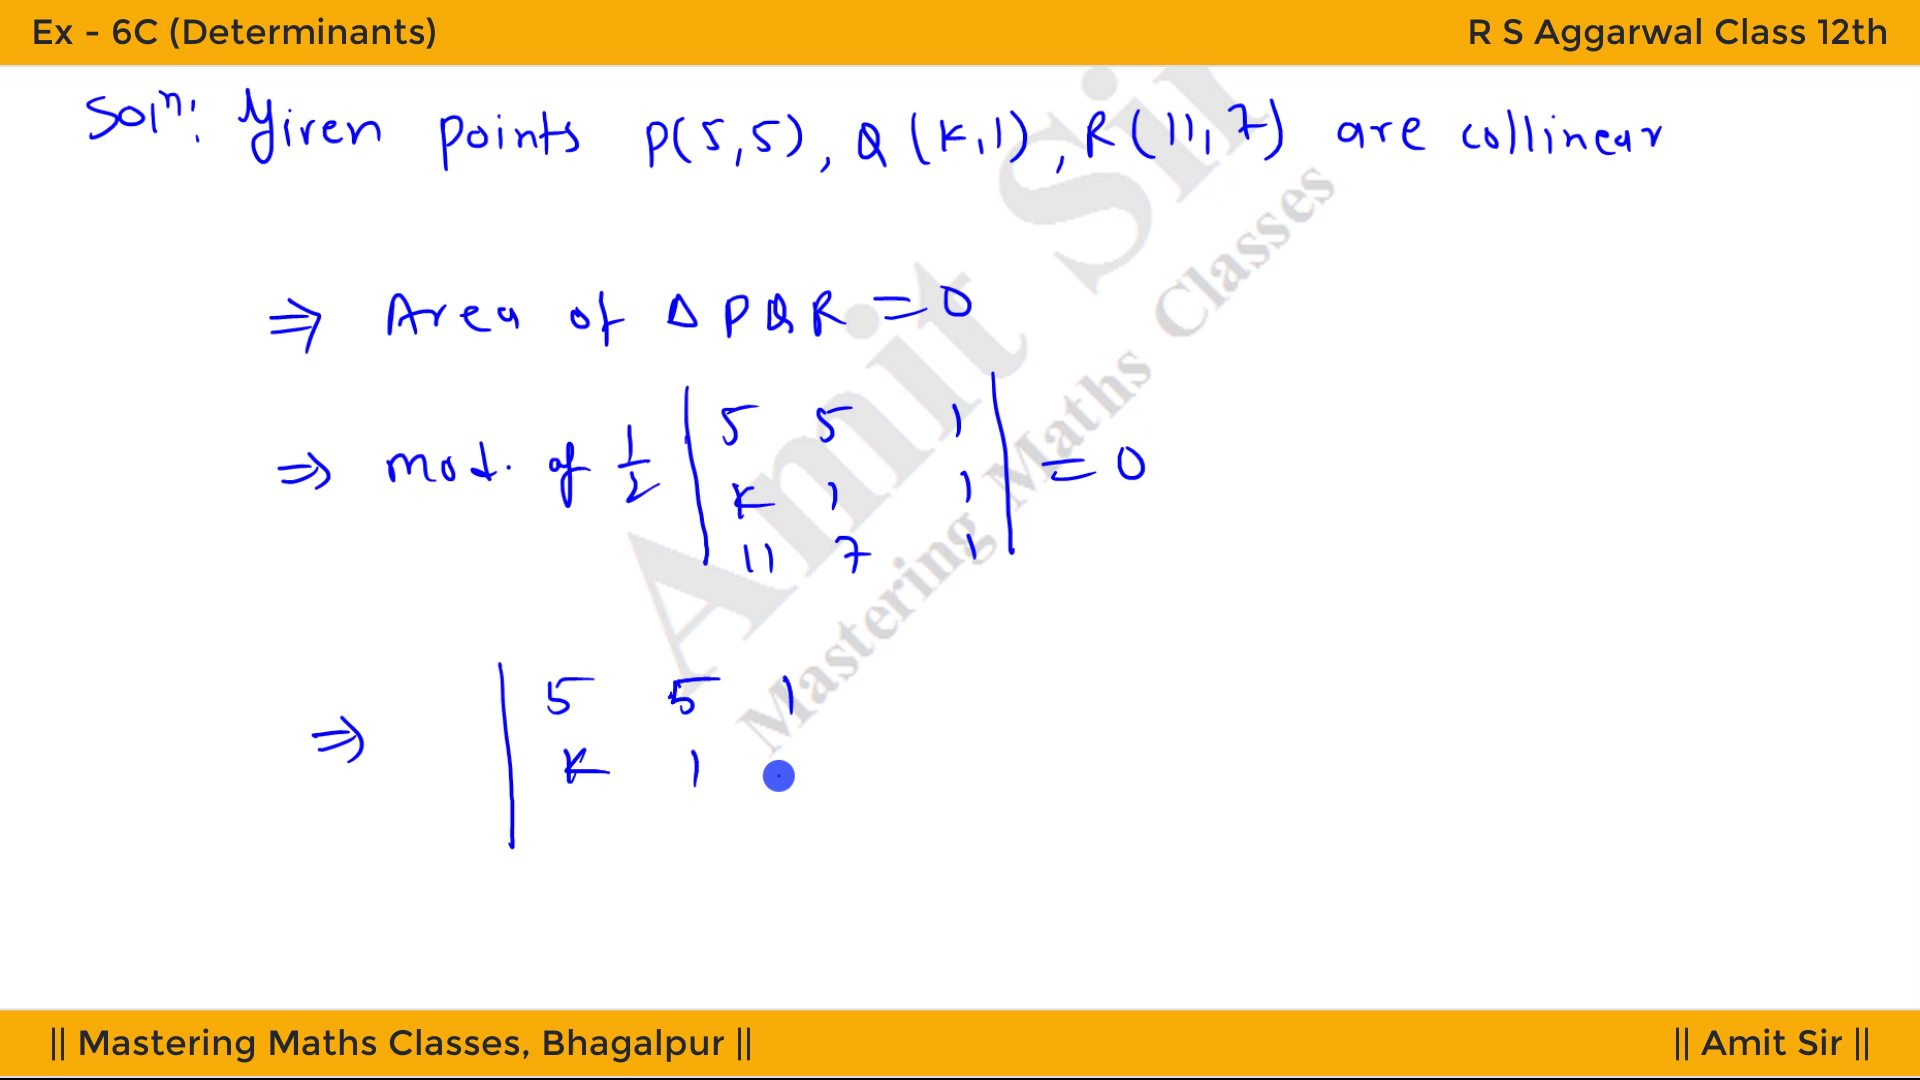 Ex - 6C (Determinants)
R S Aggarwal Class 12th
Solⁿ: Given points P(5,5), Q(K,1), R(11,7) are collinear
⇒ Area of Δ PQR = 0
⇒ mod. of 1/2 | 5 5 1 | = 0
| K 1 1 |
| 11 7 1 |
⇒ | 5 5 1
K 1
Amit Sir
Mastering Maths Classes
|| Mastering Maths Classes, Bhagalpur ||
|| Amit Sir ||